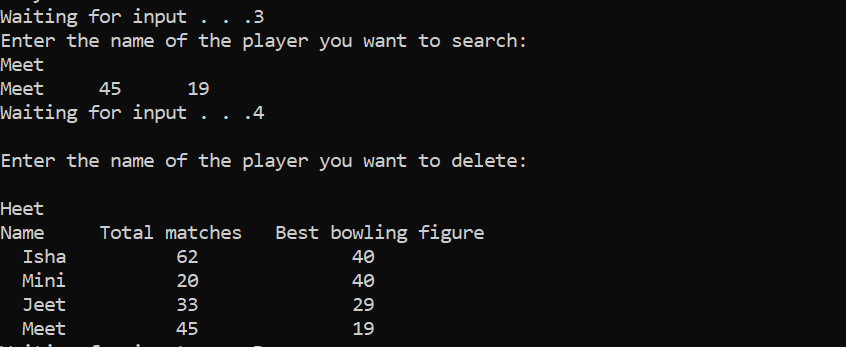 Waiting for input . . .3
Enter the name of the player you want to search:
Meet
Meet 45 19
Waiting for input . . .4
Enter the name of the player you want to delete:
Heet
Name Total matches Best bowling figure
Isha 62 40
Mini 20 40
Jeet 33 29
Meet 45 19